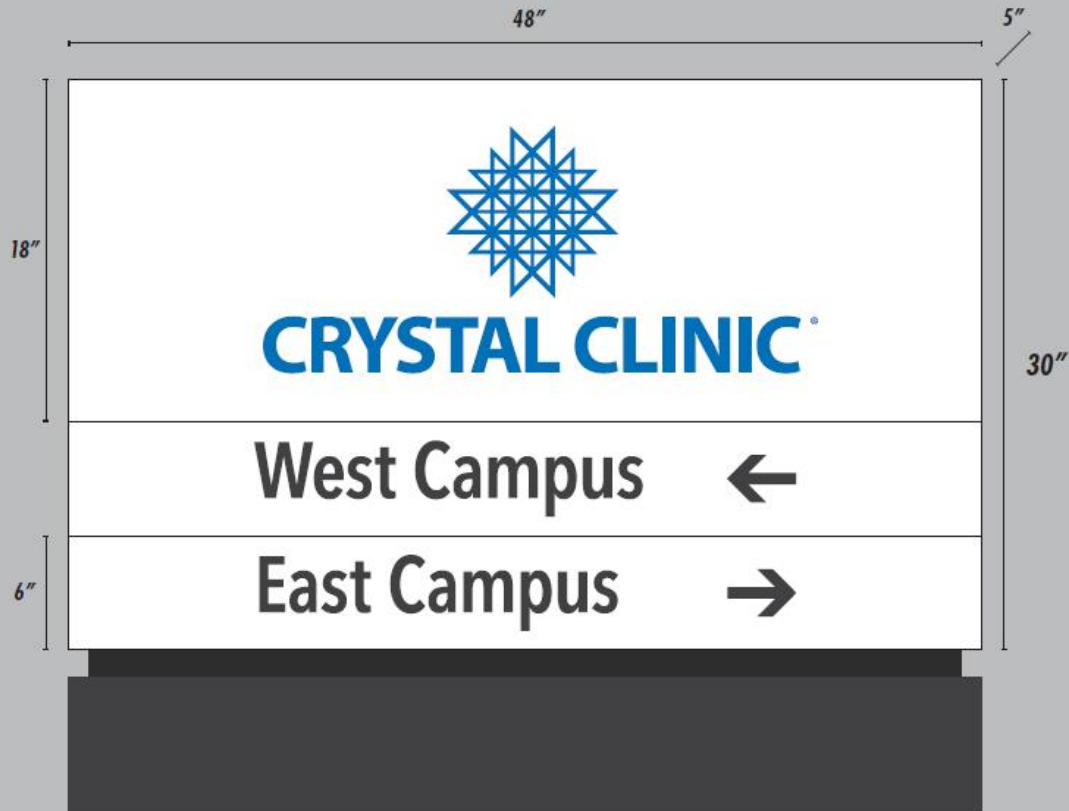 48″
5″
18″
CRYSTAL CLINIC®
30″
West Campus ←
6″
East Campus →